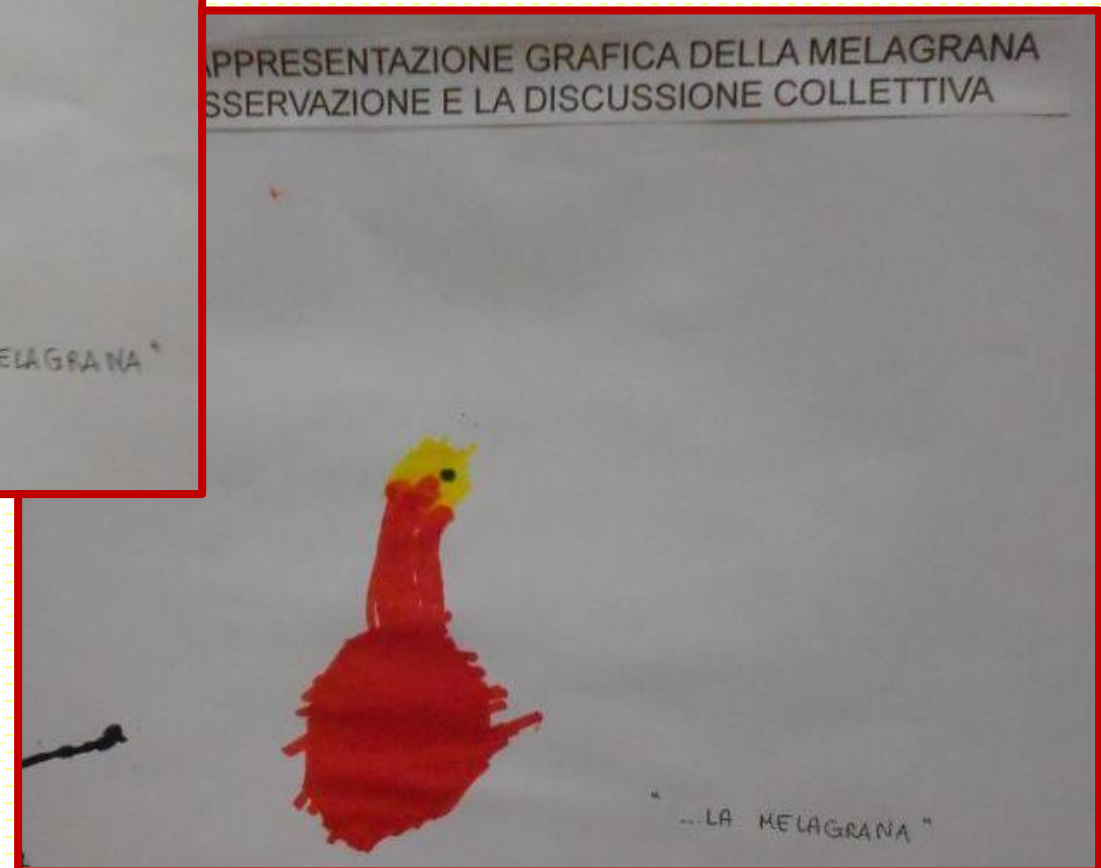 APPRESENTAZIONE GRAFICA DELLA MELAGRANA
SSERVAZIONE E LA DISCUSSIONE COLLETTIVA
ELAGRANA"
"...LA MELAGRANA"